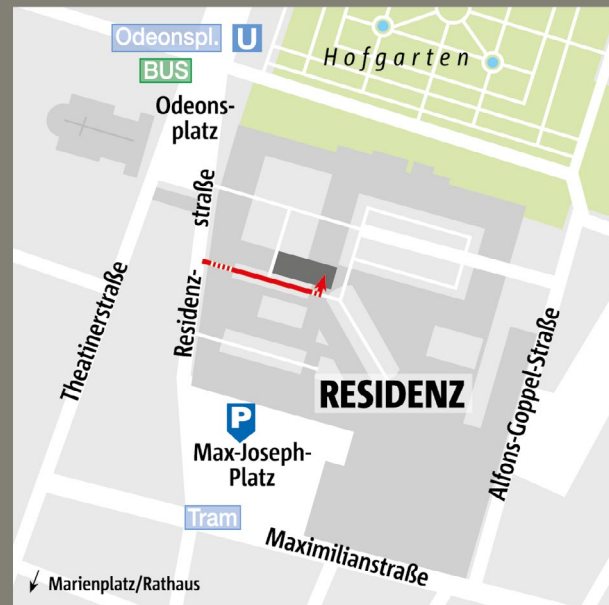 Odeonspl. U
BUS
Hofgarten
Odeons-
platz
Residenz-
straße
Theatinerstraße
RESIDENZ
Alfons-Goppel-Straße
P
Max-Joseph-
Platz
Tram
Maximilianstraße
Marienplatz/Rathaus